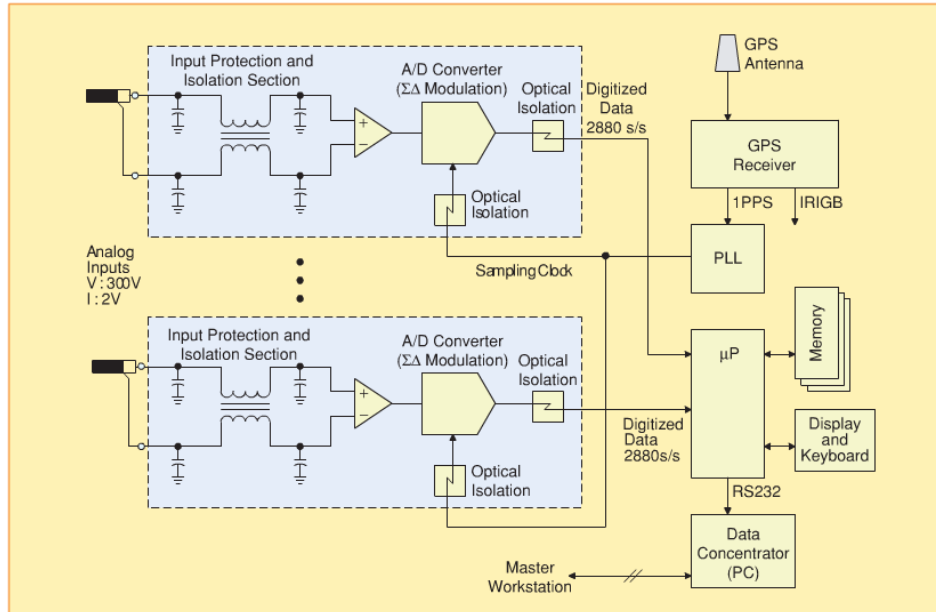 Input Protection and
Isolation Section
A/D Converter
(ΣΔ Modulation)
Optical
Isolation
Digitized
Data
2880 s/s
+
−
Optical
Isolation
GPS
Antenna
GPS
Receiver
1PPS
IRIGB
PLL
Analog
Inputs
V : 300V
I : 2V
Sampling Clock
Input Protection and
Isolation Section
A/D Converter
(ΣΔ Modulation)
Optical
Isolation
+
−
Optical
Isolation
Digitized
Data
2880s/s
μP
Memory
Display
and
Keyboard
RS232
Data
Concentrator
(PC)
Master
Workstation